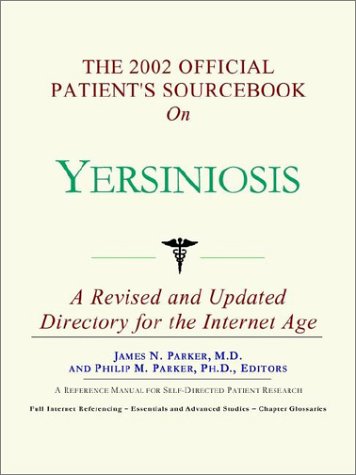 THE 2002 OFFICIAL
PATIENT'S SOURCEBOOK
On
YERSINIOSIS
A Revised and Updated
Directory for the Internet Age
JAMES N. PARKER, M.D.
AND PHILIP M. PARKER, PH.D., EDITORS
A REFERENCE MANUAL FOR SELF-DIRECTED PATIENT RESEARCH
Full Internet Referencing ~ Essentials and Advanced Studies ~ Chapter Glossaries